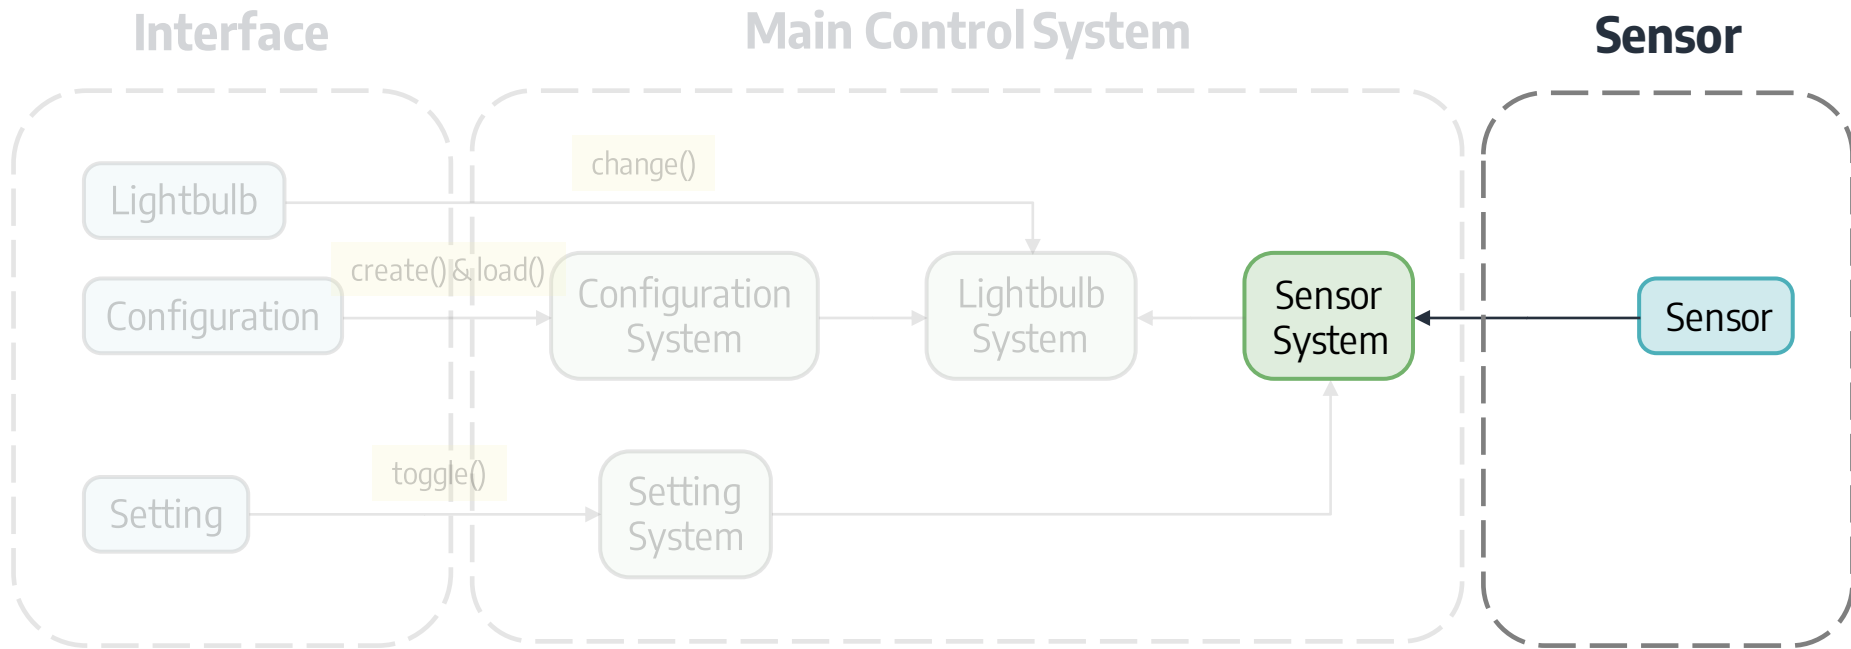 Interface
Main Control System
Sensor
change()
Lightbulb
create() & load()
Configuration
Configuration
System
Lightbulb
System
Sensor
System
Sensor
toggle()
Setting
Setting
System